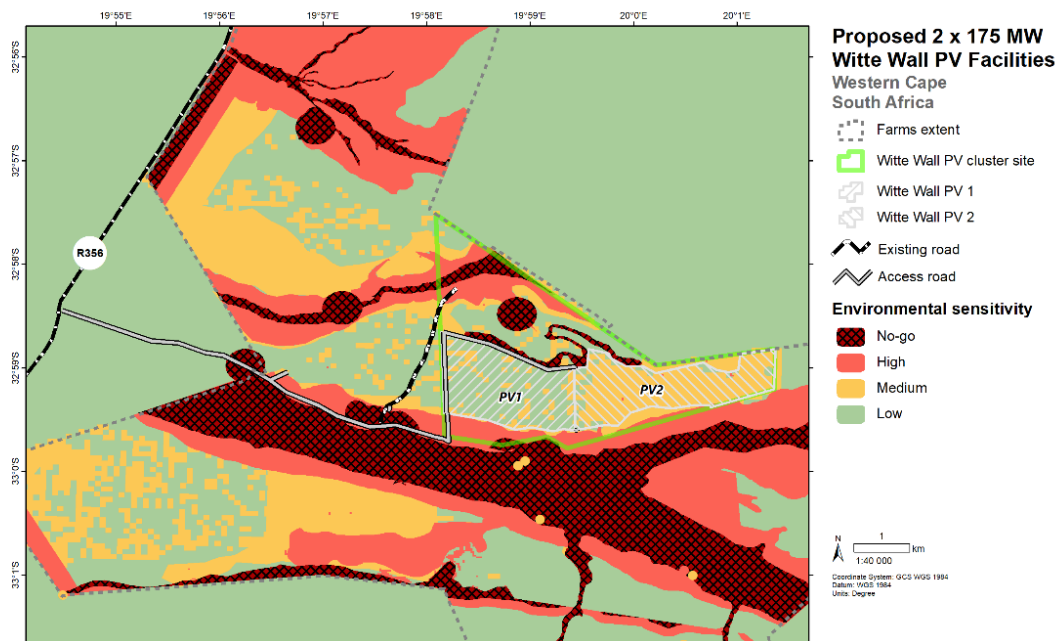 19°55'E 19°56'E 19°57'E 19°58'E 19°59'E 20°0'E 20°1'E
32°56'S
32°57'S
32°58'S
32°59'S
33°0'S
33°1'S
R356
PV1
PV2
Proposed 2 x 175 MW
Witte Wall PV Facilities
Western Cape
South Africa
Farms extent
Witte Wall PV cluster site
Witte Wall PV 1
Witte Wall PV 2
Existing road
Access road
Environmental sensitivity
No-go
High
Medium
Low
N
1
km
1:40 000
Coordinate System: GCS WGS 1984
Datum: WGS 1984
Units: Degree